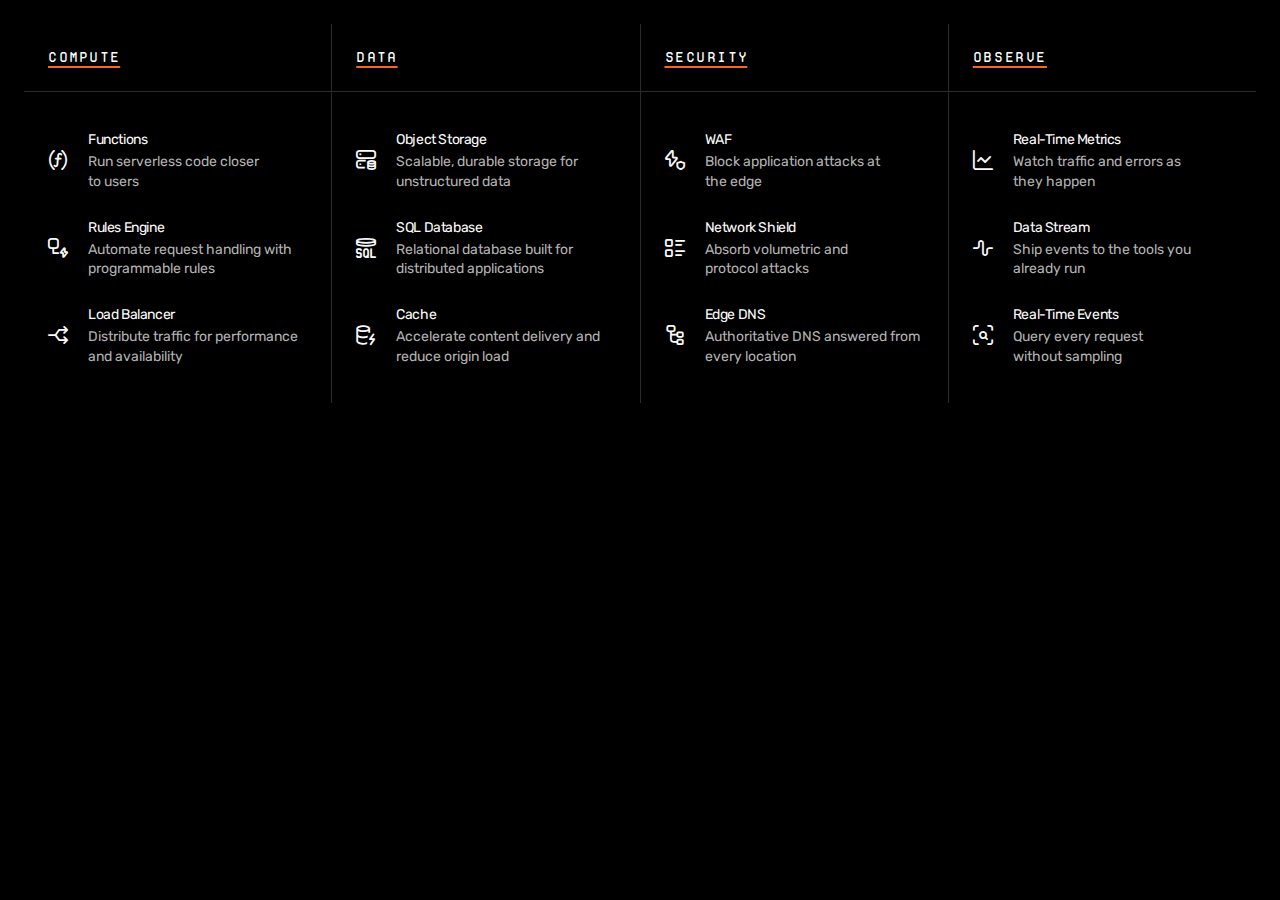 COMPUTE
Functions
Run serverless code closer
to users
Rules Engine
Automate request handling with
programmable rules
Load Balancer
Distribute traffic for performance
and availability
DATA
Object Storage
Scalable, durable storage for
unstructured data
SQL
SQL Database
Relational database built for
distributed applications
Cache
Accelerate content delivery and
reduce origin load
SECURITY
WAF
Block application attacks at
the edge
Network Shield
Absorb volumetric and
protocol attacks
Edge DNS
Authoritative DNS answered from
every location
OBSERVE
Real-Time Metrics
Watch traffic and errors as
they happen
Data Stream
Ship events to the tools you
already run
Real-Time Events
Query every request
without sampling